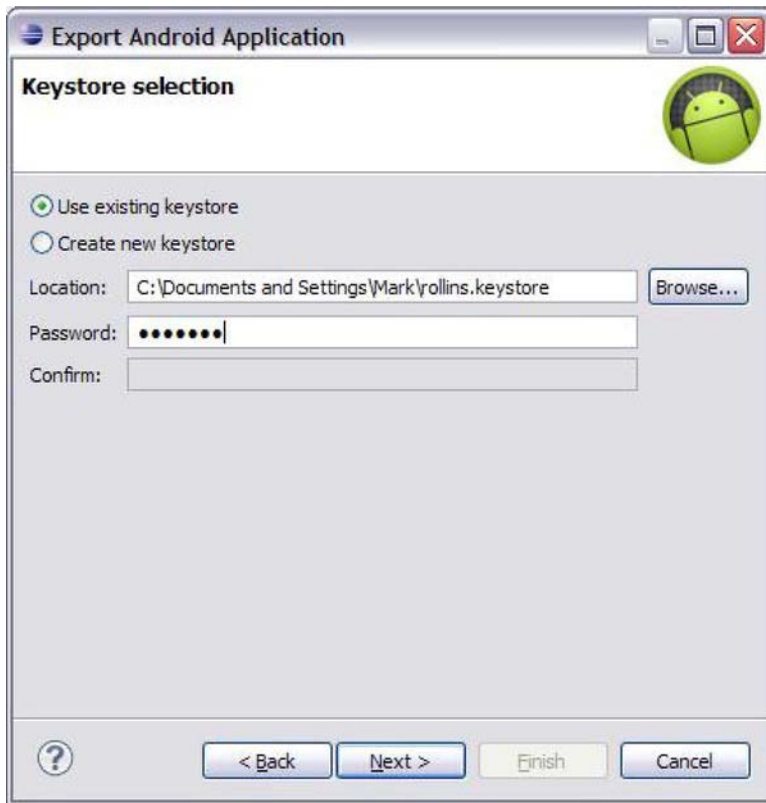 Export Android Application
Keystore selection
Use existing keystore
Create new keystore
Location: C:\Documents and Settings\Mark\rollins.keystore Browse...
Password: •••••••
Confirm:
? < Back Next > Finish Cancel